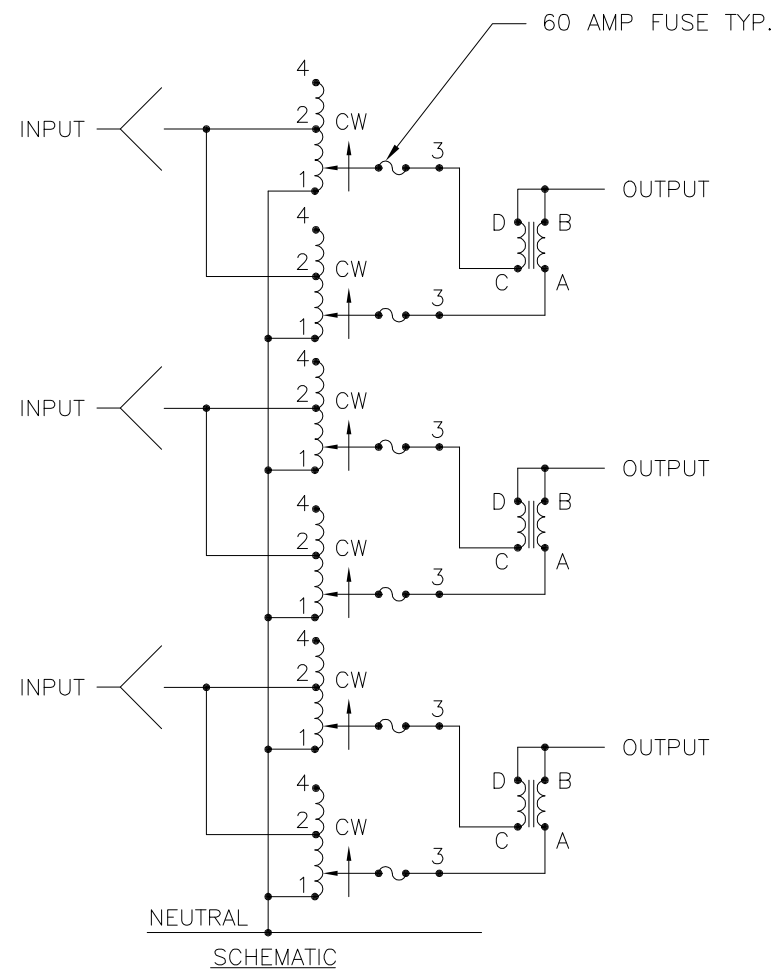 60 AMP FUSE TYP.
4
INPUT
2
CW
3
1
OUTPUT
4
D
B
2
CW
C
A
3
1
4
INPUT
2
CW
3
1
OUTPUT
4
D
B
2
CW
C
A
3
1
4
INPUT
2
CW
3
1
OUTPUT
4
D
B
2
CW
C
A
3
1
NEUTRAL
SCHEMATIC